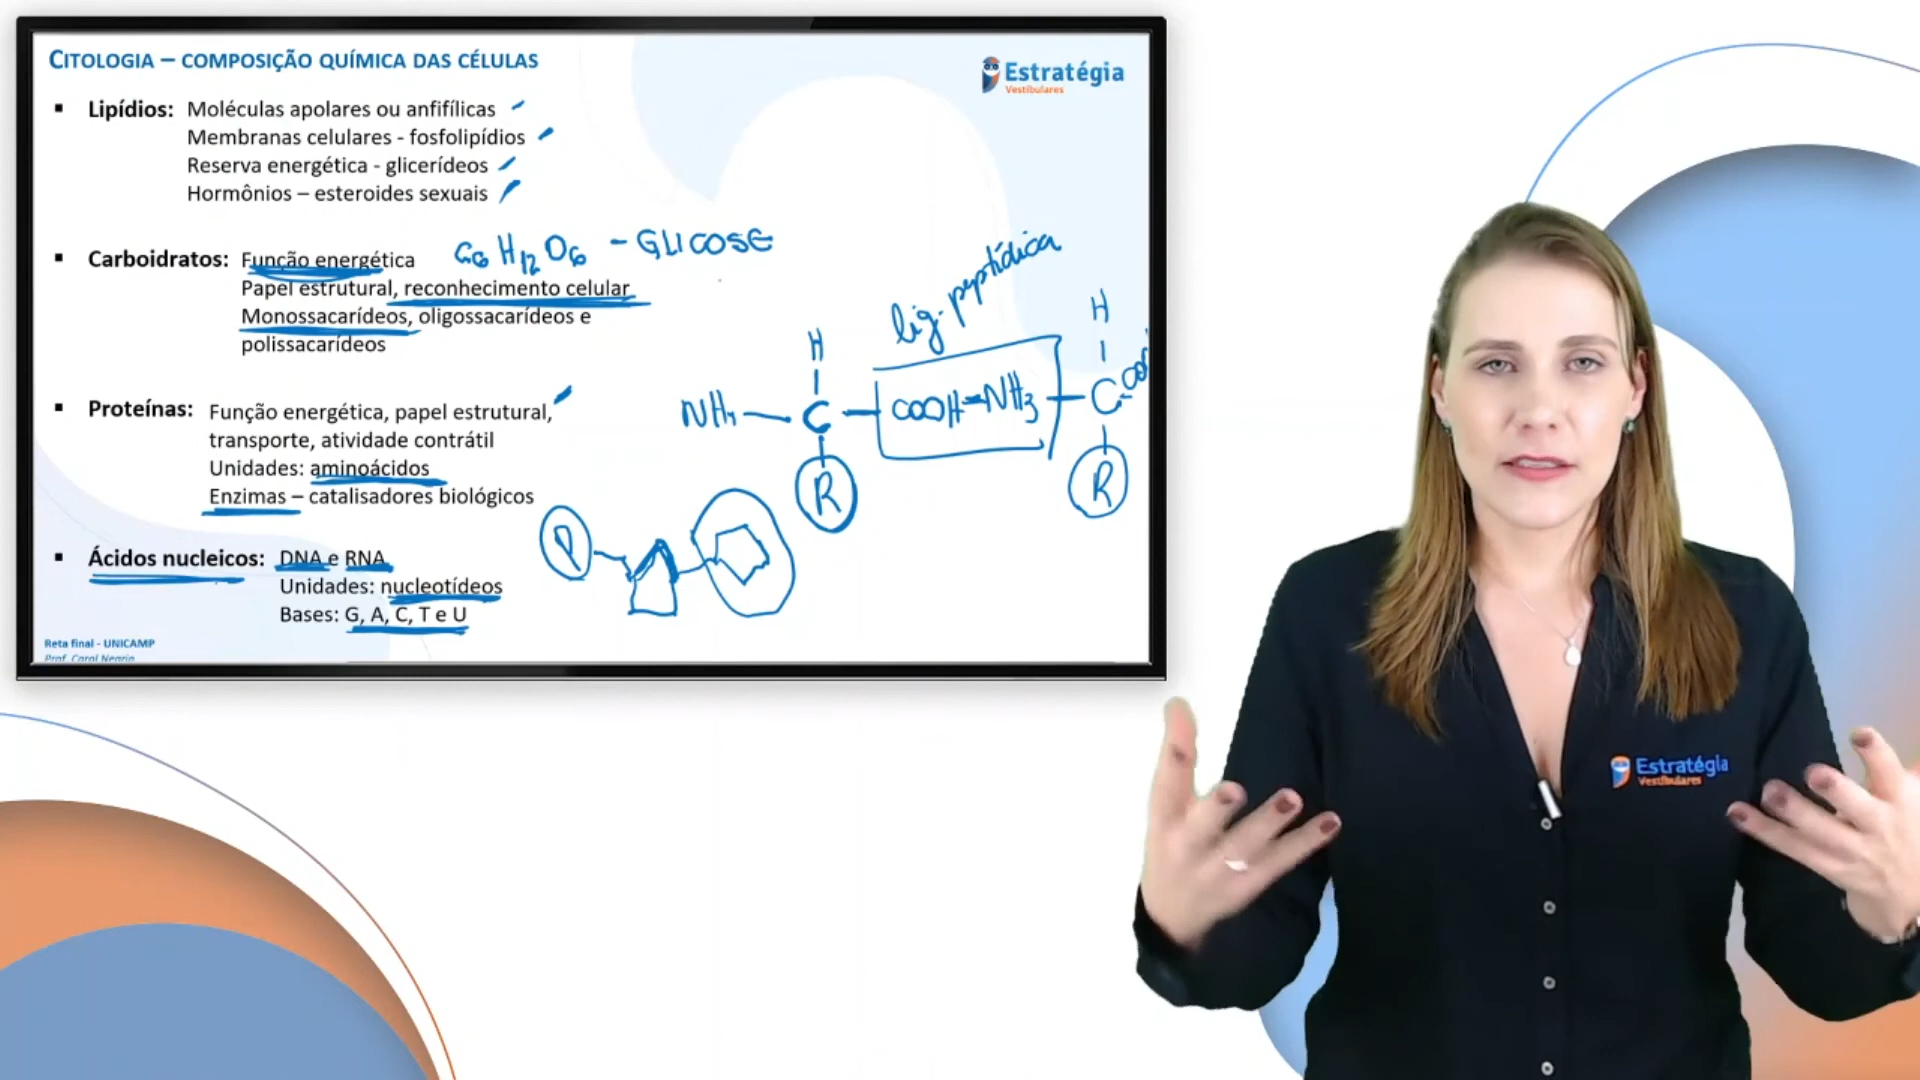 CITOLOGIA – COMPOSIÇÃO QUÍMICA DAS CÉLULAS
Estratégia
Vestibulares
▪ Lipídios: Moléculas apolares ou anfifílicas
Membranas celulares - fosfolipídios
Reserva energética - glicerídeos
Hormônios – esteroides sexuais
▪ Carboidratos: Função energética
C6 H12 O6 - GLICOSE
Papel estrutural, reconhecimento celular
Monossacarídeos, oligossacarídeos e
polissacarídeos
lig. peptídica
H
H
▪ Proteínas: Função energética, papel estrutural,
transporte, atividade contrátil
Unidades: aminoácidos
Enzimas – catalisadores biológicos
C
COOH
NH3
C
R
R
P
▪ Ácidos nucleicos: DNA e RNA
Unidades: nucleotídeos
Bases: G, A, C, T e U
Reta final - UNICAMP
Prof. Carol Negrin
Estratégia
Vestibulares